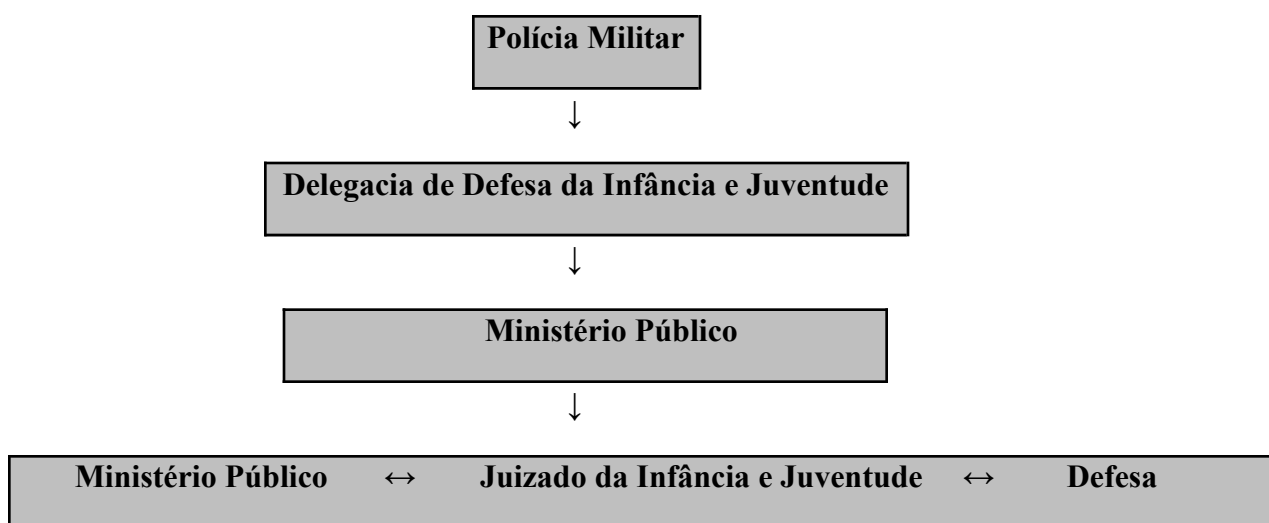 Polícia Militar
↓
Delegacia de Defesa da Infância e Juventude
↓
Ministério Público
↓
Ministério Público ↔ Juizado da Infância e Juventude ↔ Defesa